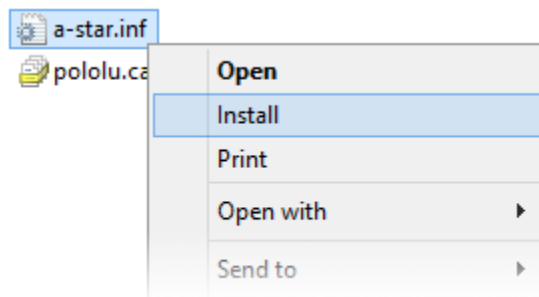 a-star.inf
pololu.ca
Open
Install
Print
Open with
Send to